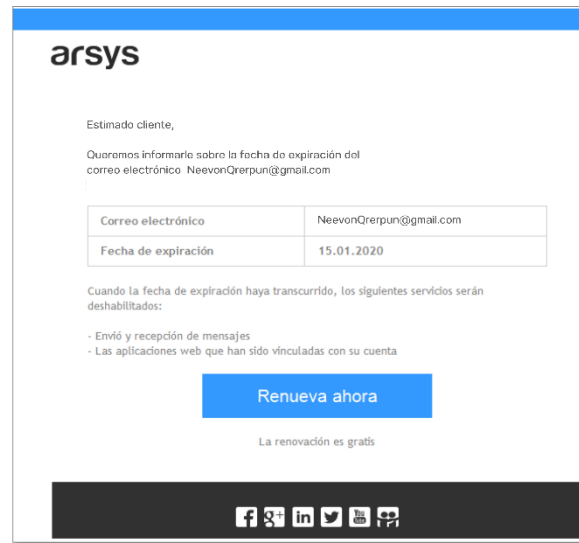 arsys
Estimado cliente,
Queremos informarle sobre la fecha de expiración del
correo electrónico NeevonQrerpun@gmail.com
Correo electrónico NeevonQrerpun@gmail.com
Fecha de expiración 15.01.2020
Cuando la fecha de expiración haya transcurrido, los siguientes servicios serán
deshabilitados:
- Envió y recepción de mensajes
- Las aplicaciones web que han sido vinculadas con su cuenta
Renueva ahora
La renovación es gratis